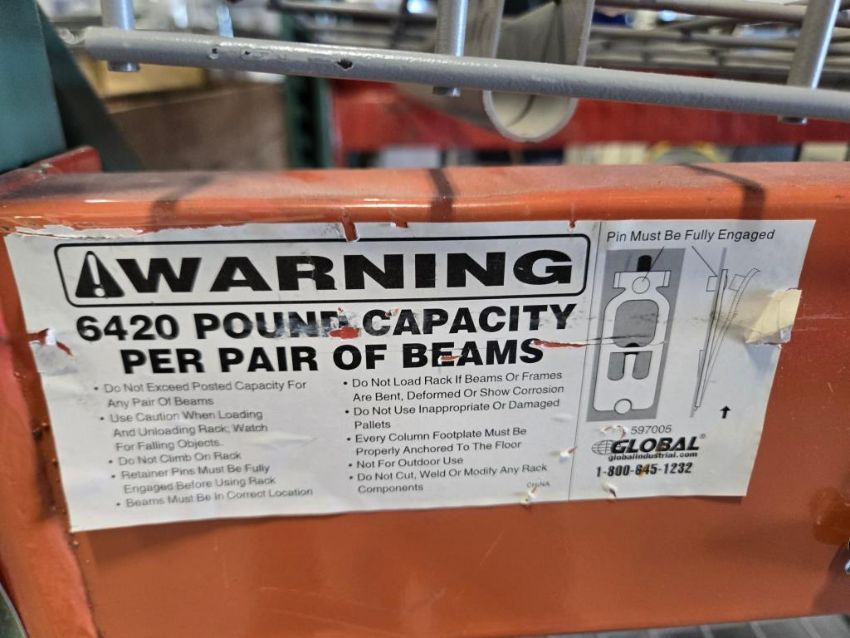 WARNING
6420 POUND CAPACITY
PER PAIR OF BEAMS
• Do Not Exceed Posted Capacity For
Any Pair Of Beams
• Use Caution When Loading
And Unloading Rack; Watch
For Falling Objects.
• Do Not Climb On Rack
• Retainer Pins Must Be Fully
Engaged Before Using Rack
• Beams Must Be In Correct Location
• Do Not Load Rack If Beams Or Frames
Are Bent, Deformed Or Show Corrosion
• Do Not Use Inappropriate Or Damaged
Pallets
• Every Column Footplate Must Be
Properly Anchored To The Floor
• Not For Outdoor Use
• Do Not Cut, Weld Or Modify Any Rack
Components
CHINA
Pin Must Be Fully Engaged
597005
GLOBAL®
globalindustrial.com
1-800-645-1232